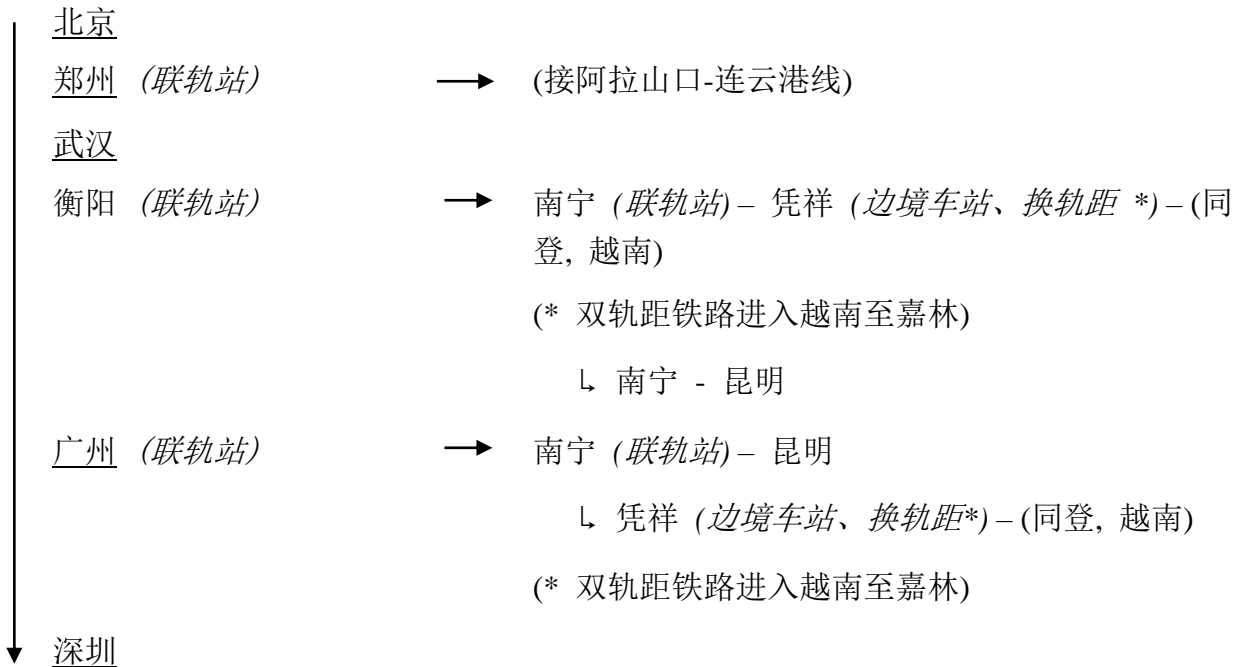 北京
郑州 (联轨站) → (接阿拉山口-连云港线)
武汉
衡阳 (联轨站) → 南宁 (联轨站) – 凭祥 (边境车站、换轨距 *) – (同
登, 越南)
(* 双轨距铁路进入越南至嘉林)
↳ 南宁 - 昆明
广州 (联轨站) → 南宁 (联轨站) – 昆明
↳ 凭祥 (边境车站、换轨距*) – (同登, 越南)
(* 双轨距铁路进入越南至嘉林)
深圳